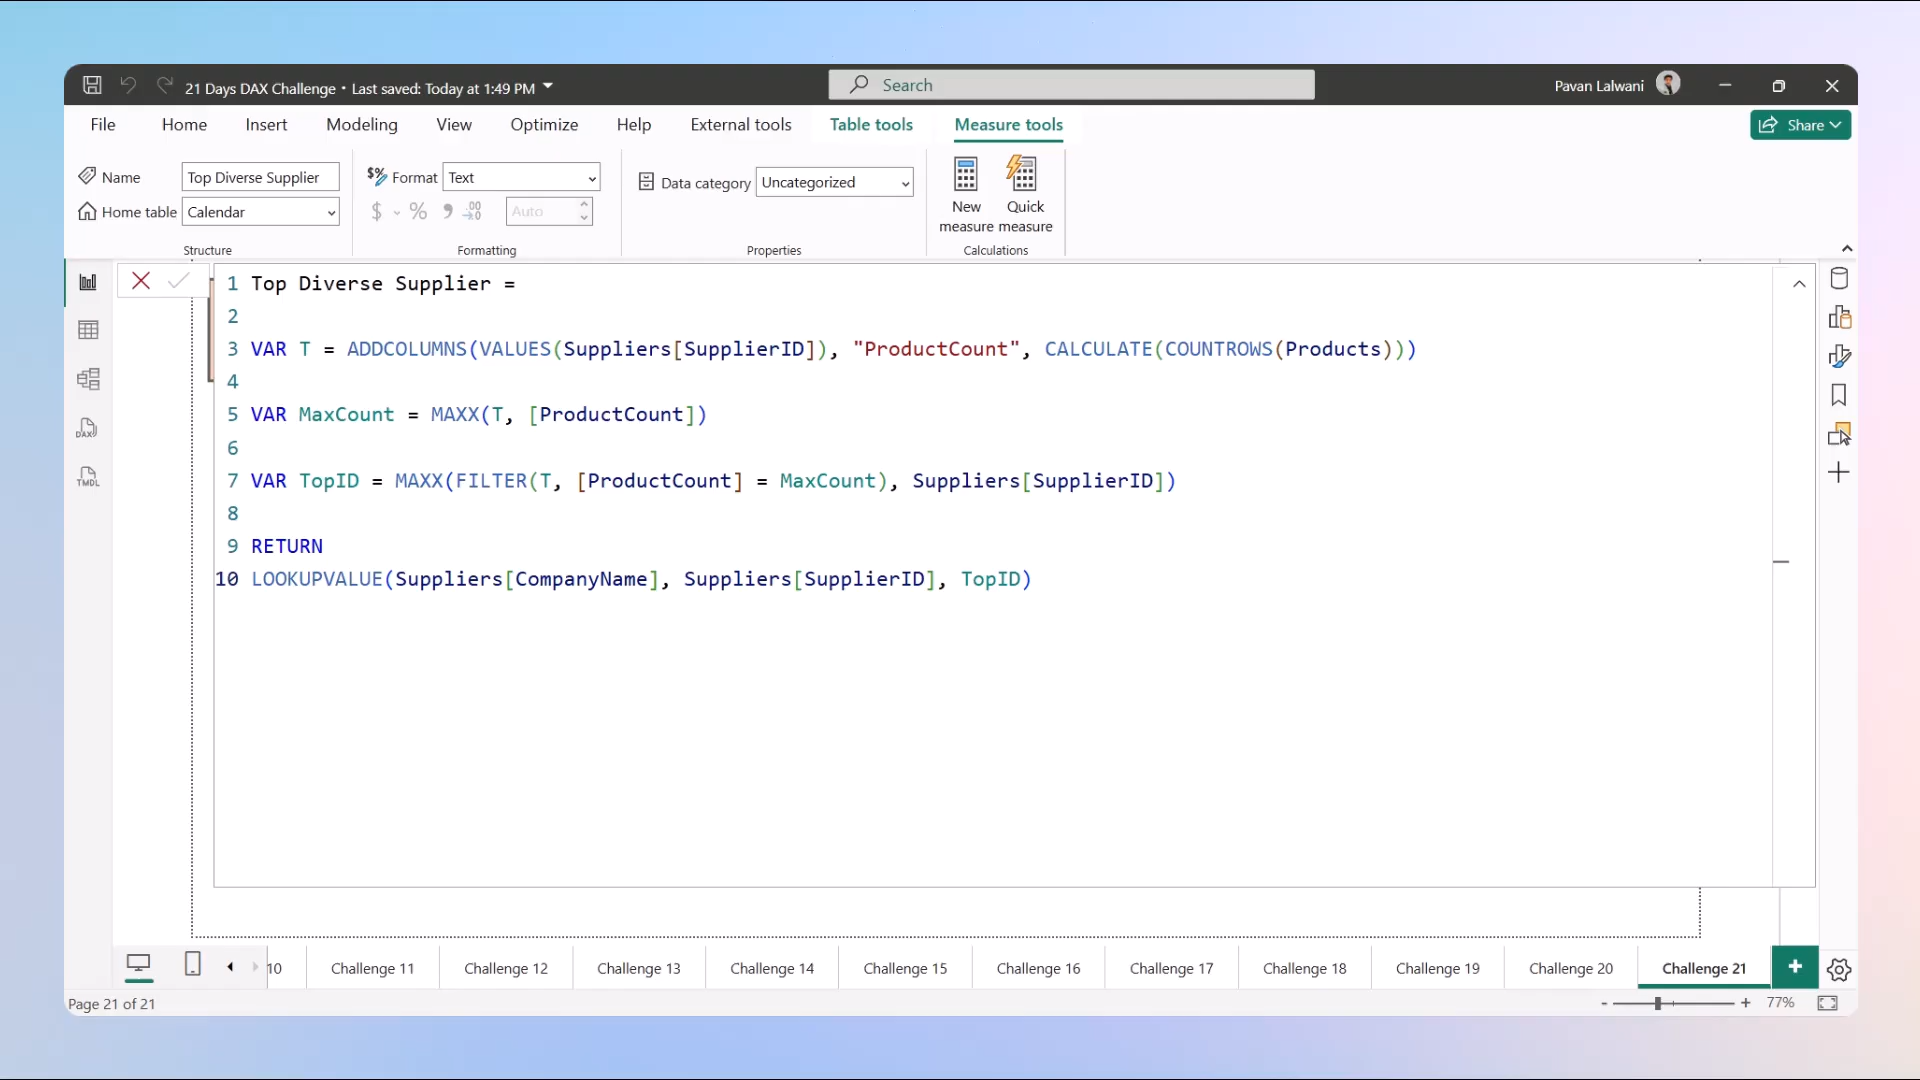 21 Days DAX Challenge • Last saved: Today at 1:49 PM
Search
Pavan Lalwani
File Home Insert Modeling View Optimize Help External tools Table tools Measure tools
Share
Name Top Diverse Supplier
Home table Calendar
Structure
$% Format Text
$ % 9 .00 →.0 Auto
Formatting
Data category Uncategorized
Properties
New measure
Quick measure
Calculations
DAX
TMDL
1 Top Diverse Supplier =
2
3 VAR T = ADDCOLUMNS(VALUES(Suppliers[SupplierID]), "ProductCount", CALCULATE(COUNTROWS(Products)))
4
5 VAR MaxCount = MAXX(T, [ProductCount])
6
7 VAR TopID = MAXX(FILTER(T, [ProductCount] = MaxCount), Suppliers[SupplierID])
8
9 RETURN
10 LOOKUPVALUE(Suppliers[CompanyName], Suppliers[SupplierID], TopID)
10 Challenge 11 Challenge 12 Challenge 13 Challenge 14 Challenge 15 Challenge 16 Challenge 17 Challenge 18 Challenge 19 Challenge 20 Challenge 21 +
Page 21 of 21
- + 77%